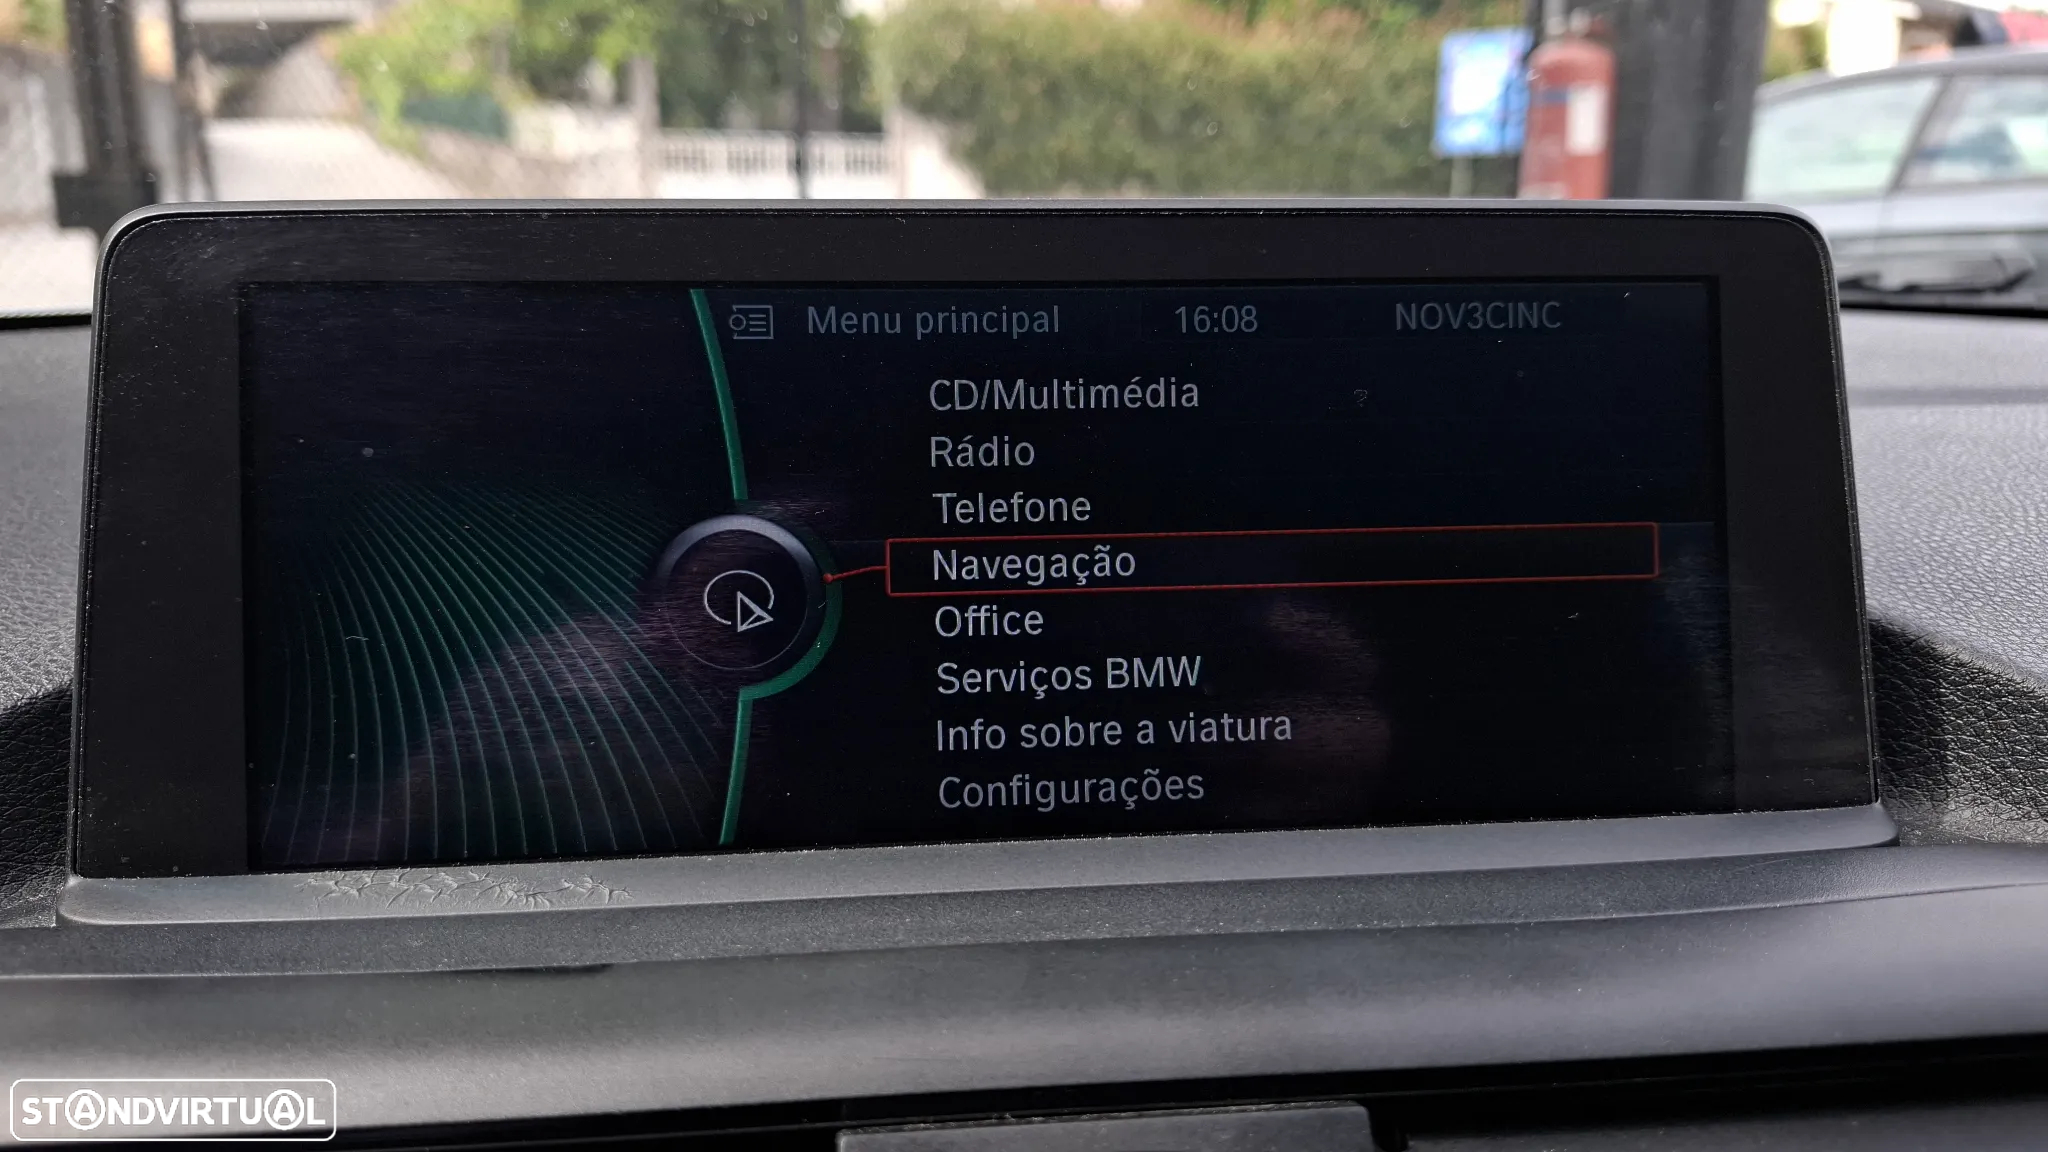 Menu principal 16:08 NOV3CINC
CD/Multimédia
Rádio
Telefone
Navegação
Office
Serviços BMW
Info sobre a viatura
Configurações
STANDVIRTUAL